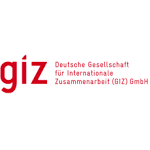 giz
Deutsche Gesellschaft
für Internationale
Zusammenarbeit (GIZ) GmbH